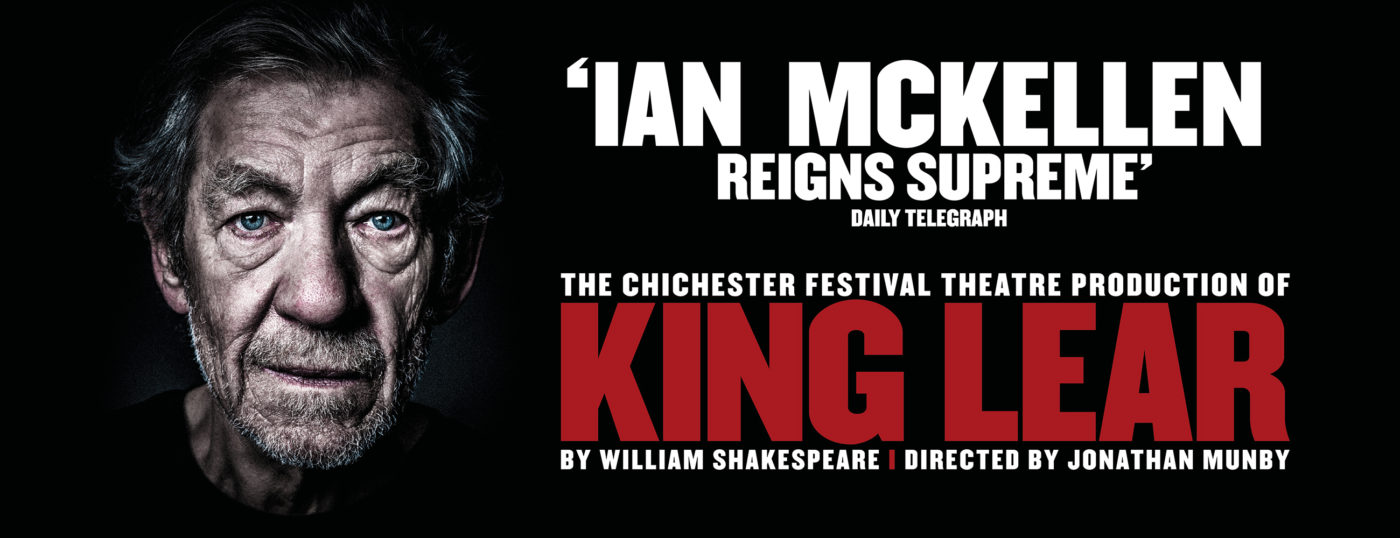 ‘IAN MCKELLEN
REIGNS SUPREME’
DAILY TELEGRAPH
THE CHICHESTER FESTIVAL THEATRE PRODUCTION OF
KING LEAR
BY WILLIAM SHAKESPEARE | DIRECTED BY JONATHAN MUNBY